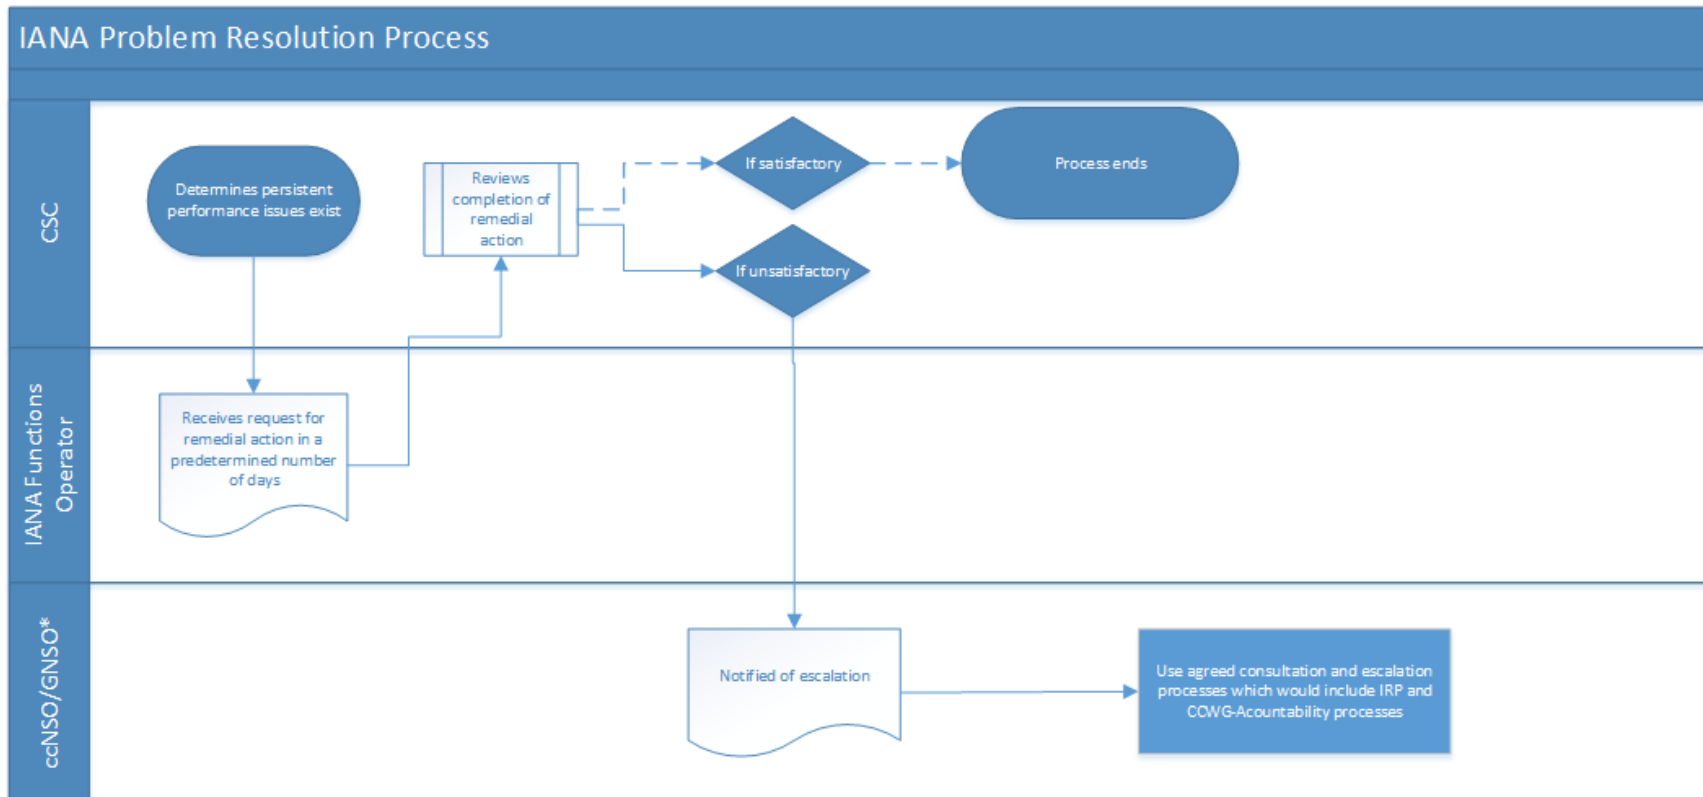 IANA Problem Resolution Process
CSC
Determines persistent
performance issues exist
Reviews
completion of
remedial
action
If satisfactory
Process ends
If unsatisfactory
IANA Functions
Operator
Receives request for
remedial action in a
predetermined number
of days
ccNSO/GNSO*
Notified of escalation
Use agreed consultation and escalation
processes which would include IRP and
CCWG-Acountability processes